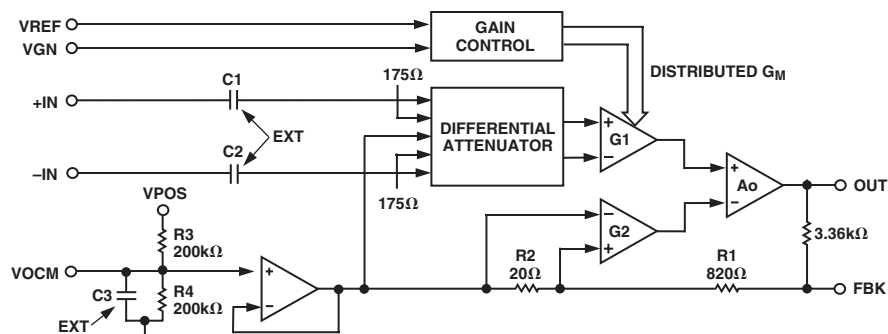 VREF
VGN
GAIN
CONTROL
DISTRIBUTED GM
+IN
C1
175Ω
EXT
–IN
C2
175Ω
DIFFERENTIAL
ATTENUATOR
+
–
G1
+
–
Ao
OUT
–
+
G2
3.36kΩ
VPOS
R3
200kΩ
VOCM
C3
EXT
R4
200kΩ
+
–
R2
20Ω
R1
820Ω
FBK